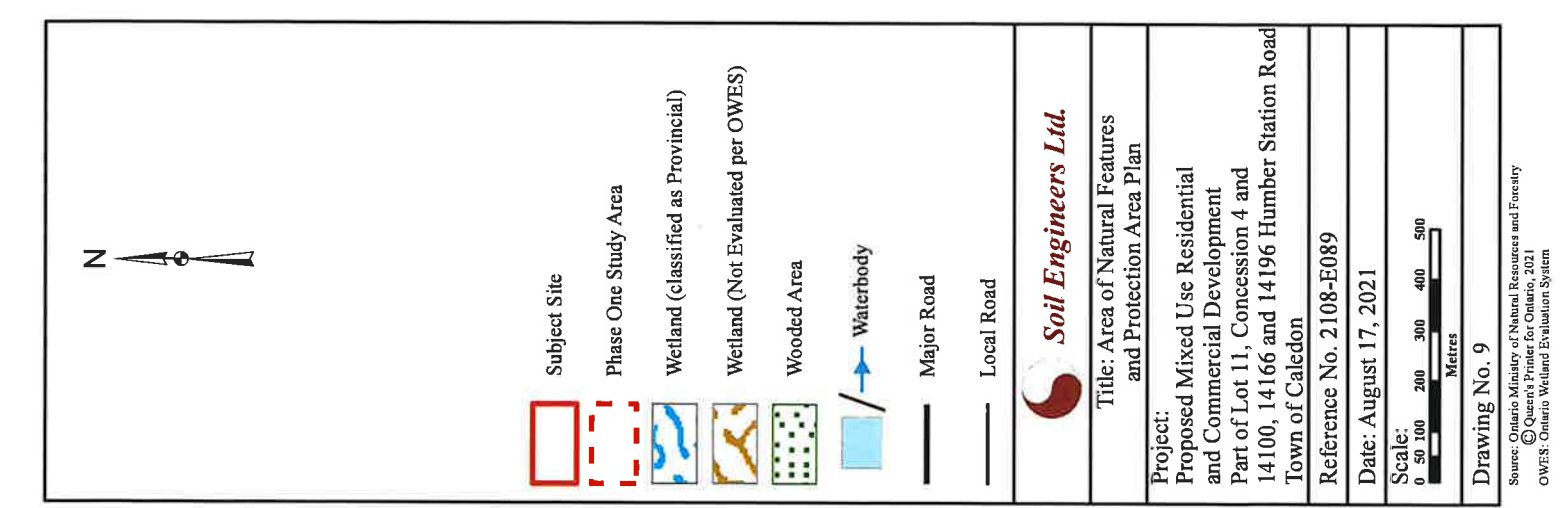 N
Subject Site
Phase One Study Area
Wetland (classified as Provincial)
Wetland (Not Evaluated per OWES)
Wooded Area
Waterbody
Major Road
Local Road
Soil Engineers Ltd.
Title: Area of Natural Features
and Protection Area Plan
Project:
Proposed Mixed Use Residential
and Commercial Development
Part of Lot 11, Concession 4 and
14100, 14166 and 14196 Humber Station Road
Town of Caledon
Reference No. 2108-E089
Date: August 17, 2021
Scale:
0 50 100 200 300 400 500
Metres
Drawing No. 9
Source: Ontario Ministry of Natural Resources and Forestry
© Queen's Printer for Ontario, 2021
OWES: Ontario Wetland Evaluation System